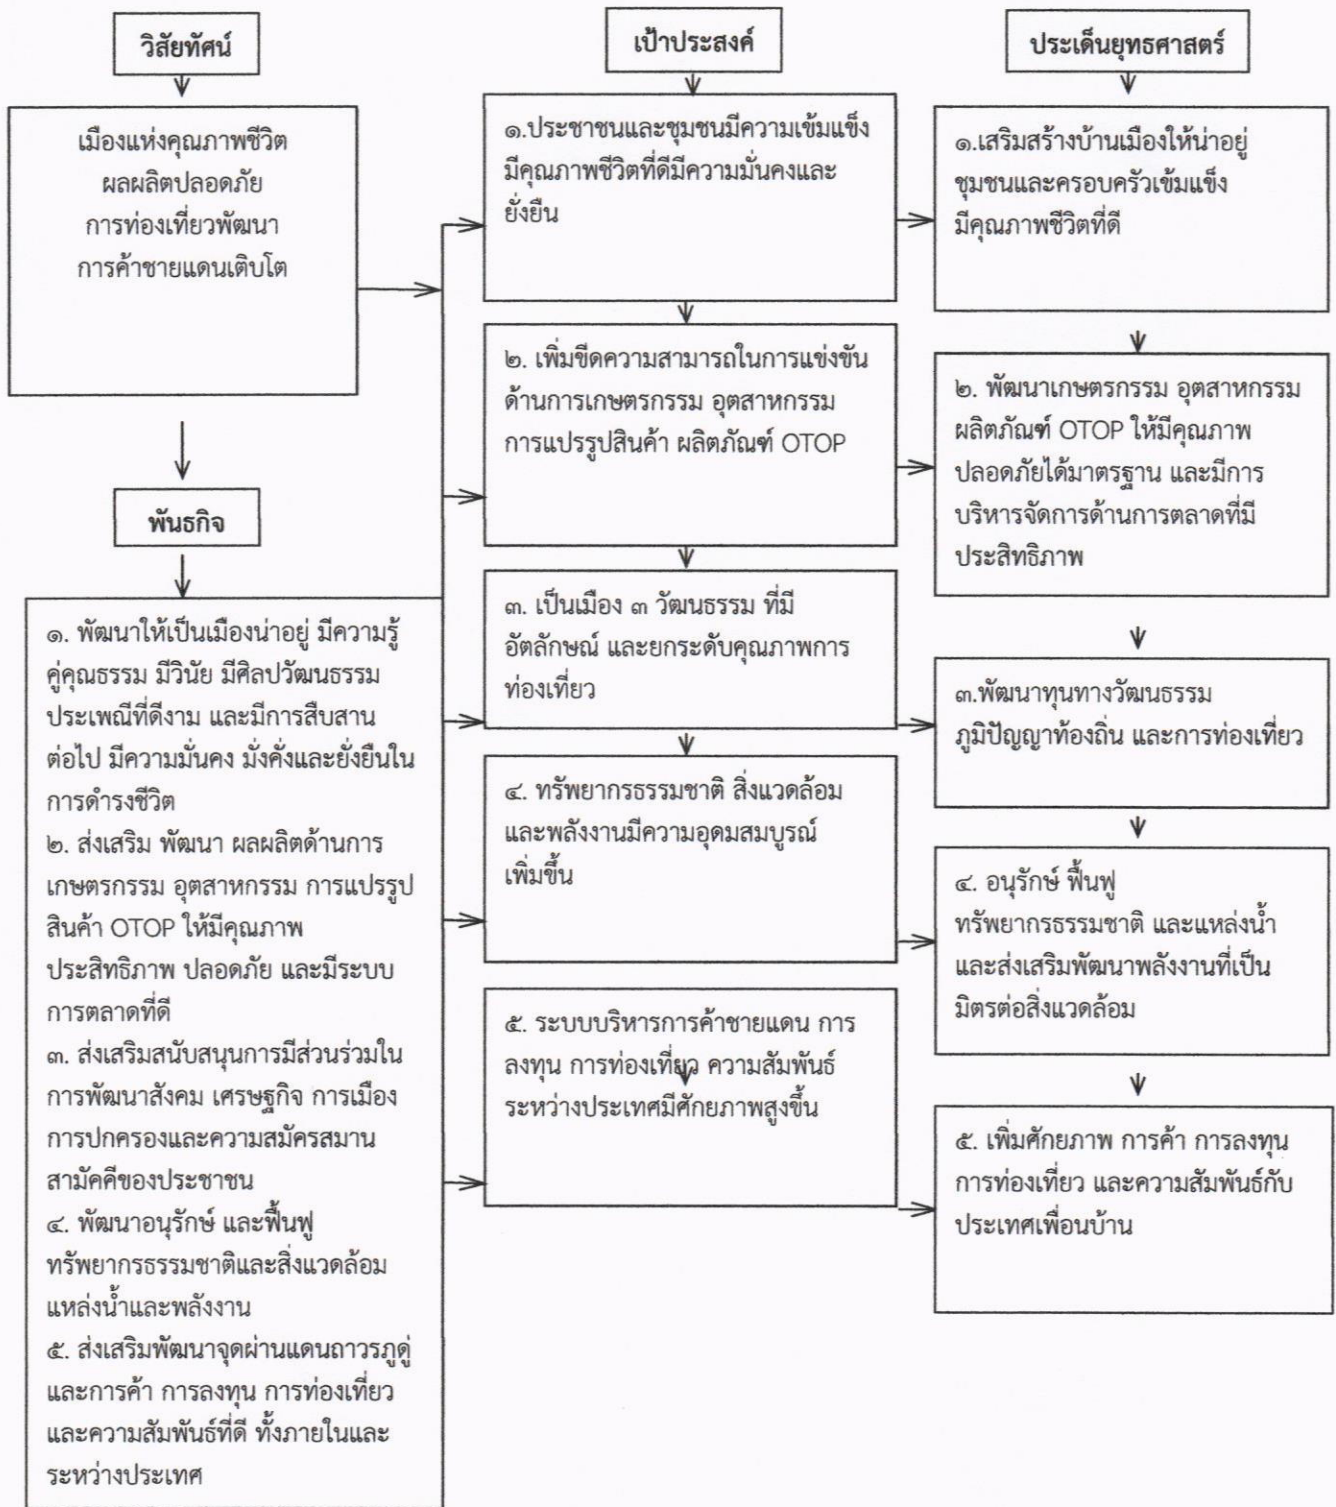 วิสัยทัศน์
เมืองแห่งคุณภาพชีวิต
ผลผลิตปลอดภัย
การท่องเที่ยวพัฒนา
การค้าชายแดนเติบโต
พันธกิจ
๑. พัฒนาให้เป็นเมืองน่าอยู่ มีความรู้
คู่คุณธรรม มีวินัย มีศิลปวัฒนธรรม
ประเพณีที่ดีงาม และมีการสืบสาน
ต่อไป มีความมั่นคง มั่งคั่งและยั่งยืนใน
การดำรงชีวิต
๒. ส่งเสริม พัฒนา ผลผลิตด้านการ
เกษตรกรรม อุตสาหกรรม การแปรรูป
สินค้า OTOP ให้มีคุณภาพ
ประสิทธิภาพ ปลอดภัย และมีระบบ
การตลาดที่ดี
๓. ส่งเสริมสนับสนุนการมีส่วนร่วมใน
การพัฒนาสังคม เศรษฐกิจ การเมือง
การปกครองและความสมัครสมาน
สามัคคีของประชาชน
๔. พัฒนาอนุรักษ์ และฟื้นฟู
ทรัพยากรธรรมชาติและสิ่งแวดล้อม
แหล่งน้ำและพลังงาน
๕. ส่งเสริมพัฒนาจุดผ่านแดนถาวรภูดู่
และการค้า การลงทุน การท่องเที่ยว
และความสัมพันธ์ที่ดี ทั้งภายในและ
ระหว่างประเทศ
เป้าประสงค์
๑.ประชาชนและชุมชนมีความเข้มแข็ง
มีคุณภาพชีวิตที่ดีมีความมั่นคงและ
ยั่งยืน
๒. เพิ่มขีดความสามารถในการแข่งขัน
ด้านการเกษตรกรรม อุตสาหกรรม
การแปรรูปสินค้า ผลิตภัณฑ์ OTOP
๓. เป็นเมือง ๓ วัฒนธรรม ที่มี
อัตลักษณ์ และยกระดับคุณภาพการ
ท่องเที่ยว
๔. ทรัพยากรธรรมชาติ สิ่งแวดล้อม
และพลังงานมีความอุดมสมบูรณ์
เพิ่มขึ้น
๕. ระบบบริหารการค้าชายแดน การ
ลงทุน การท่องเที่ยว ความสัมพันธ์
ระหว่างประเทศมีศักยภาพสูงขึ้น
ประเด็นยุทธศาสตร์
๑.เสริมสร้างบ้านเมืองให้น่าอยู่
ชุมชนและครอบครัวเข้มแข็ง
มีคุณภาพชีวิตที่ดี
๒. พัฒนาเกษตรกรรม อุตสาหกรรม
ผลิตภัณฑ์ OTOP ให้มีคุณภาพ
ปลอดภัยได้มาตรฐาน และมีการ
บริหารจัดการด้านการตลาดที่มี
ประสิทธิภาพ
๓.พัฒนาทุนทางวัฒนธรรม
ภูมิปัญญาท้องถิ่น และการท่องเที่ยว
๔. อนุรักษ์ ฟื้นฟู
ทรัพยากรธรรมชาติ และแหล่งน้ำ
และส่งเสริมพัฒนาพลังงานที่เป็น
มิตรต่อสิ่งแวดล้อม
๕. เพิ่มศักยภาพ การค้า การลงทุน
การท่องเที่ยว และความสัมพันธ์กับ
ประเทศเพื่อนบ้าน